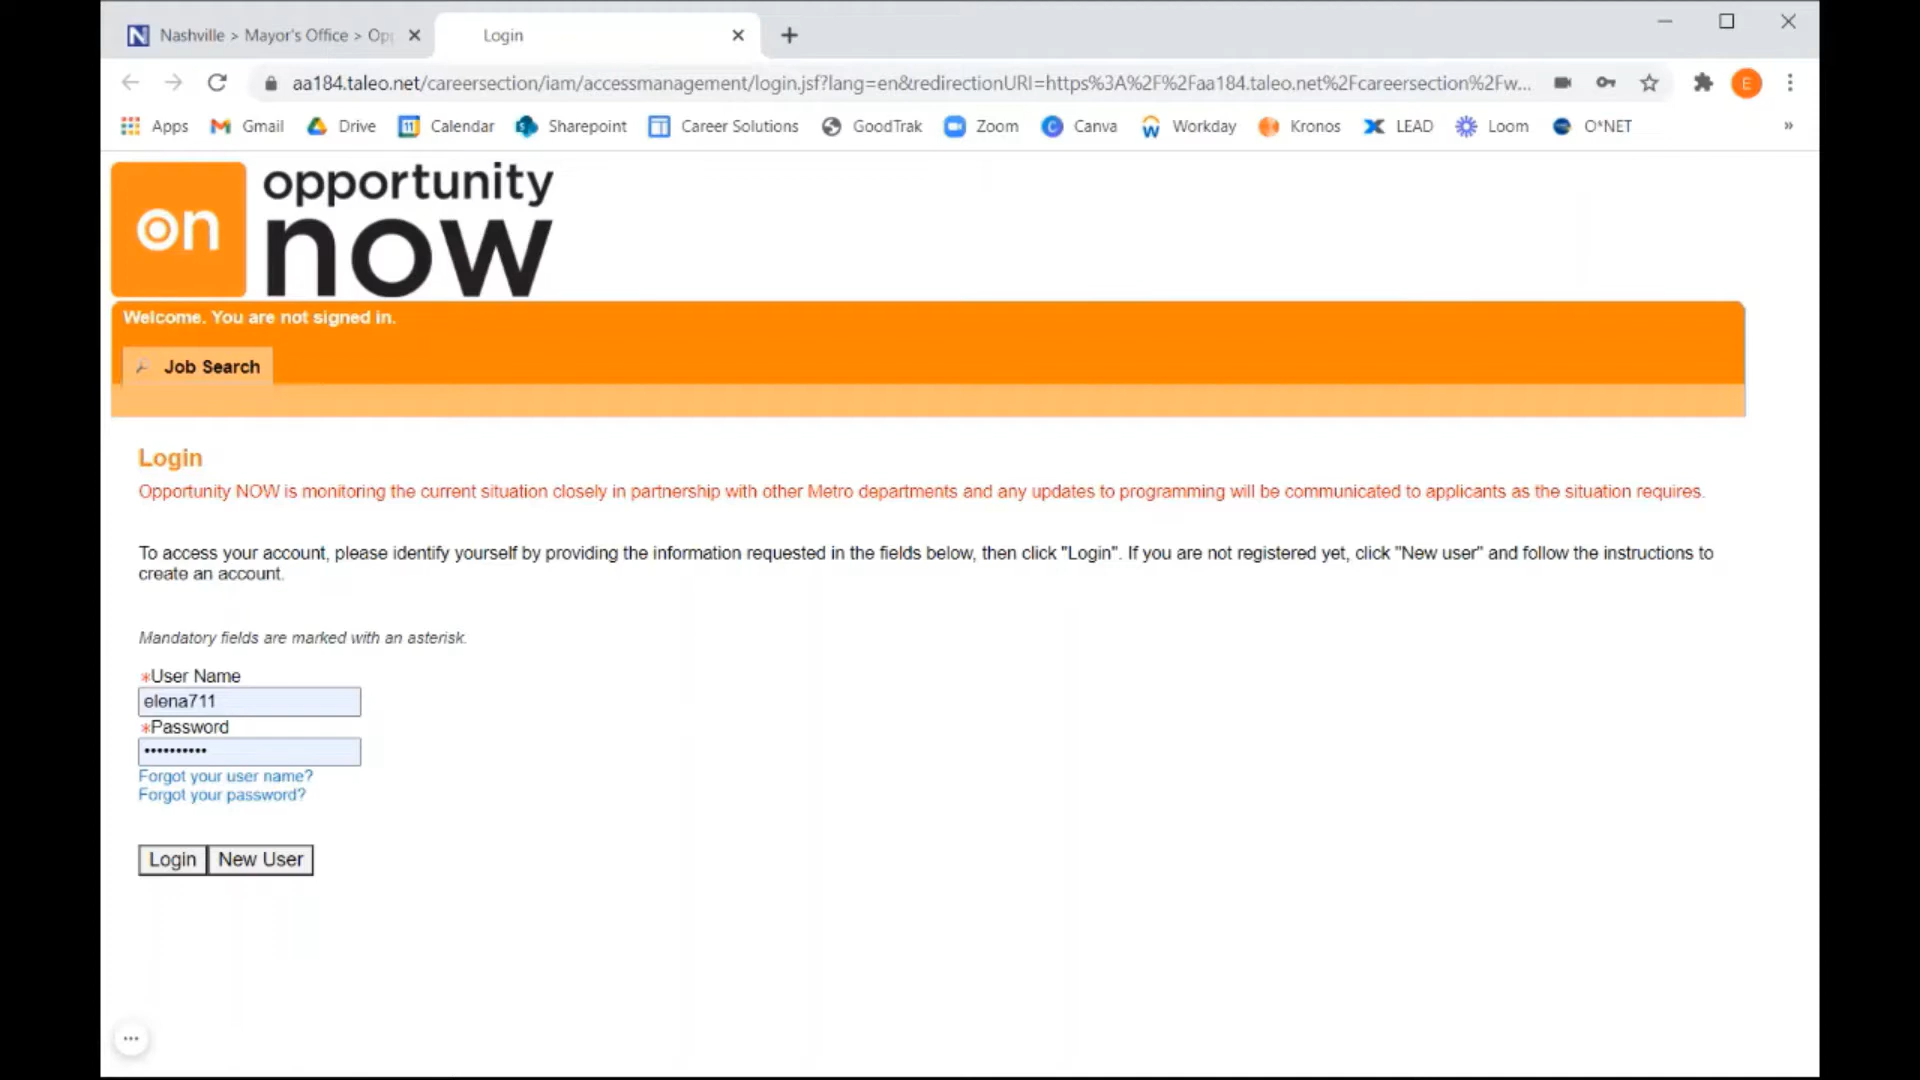 Nashville > Mayor's Office > Opp
Login
aa184.taleo.net/careersection/iam/accessmanagement/login.jsf?lang=en&redirectionURI=https%3A%2F%2Faa184.taleo.net%2Fcareersection%2Fw...
E
Apps Gmail Drive Calendar Sharepoint Career Solutions GoodTrak Zoom Canva Workday Kronos LEAD Loom O*NET »
on
opportunity
now
Welcome. You are not signed in.
Job Search
Login
Opportunity NOW is monitoring the current situation closely in partnership with other Metro departments and any updates to programming will be communicated to applicants as the situation requires.
To access your account, please identify yourself by providing the information requested in the fields below, then click "Login". If you are not registered yet, click "New user" and follow the instructions to
create an account.
Mandatory fields are marked with an asterisk.
*User Name
elena711
*Password
••••••••••
Forgot your user name?
Forgot your password?
Login New User